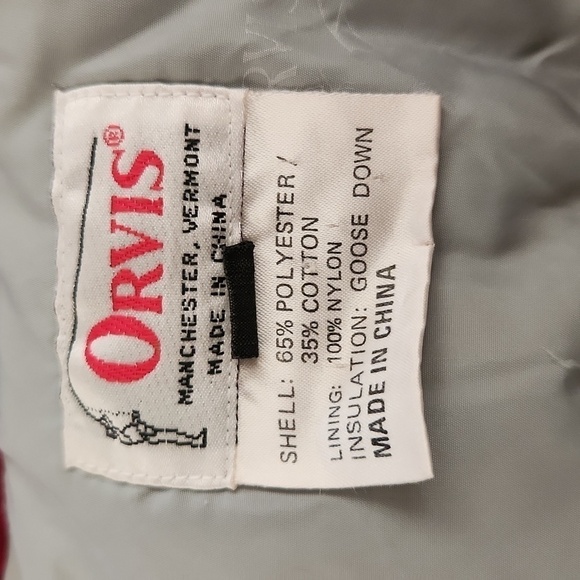 ORVIS®
MANCHESTER, VERMONT
MADE IN CHINA
SHELL: 65% POLYESTER/
35% COTTON
LINING: 100% NYLON
INSULATION: GOOSE DOWN
MADE IN CHINA